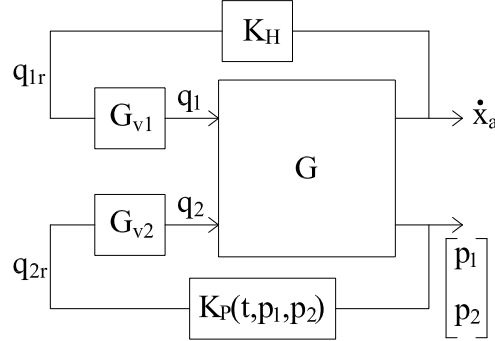 K_H
q_1r
q_1
ẋ_a
G_v1
G
q_2
G_v2
q_2r
p_1
K_P(t,p_1,p_2)
p_2